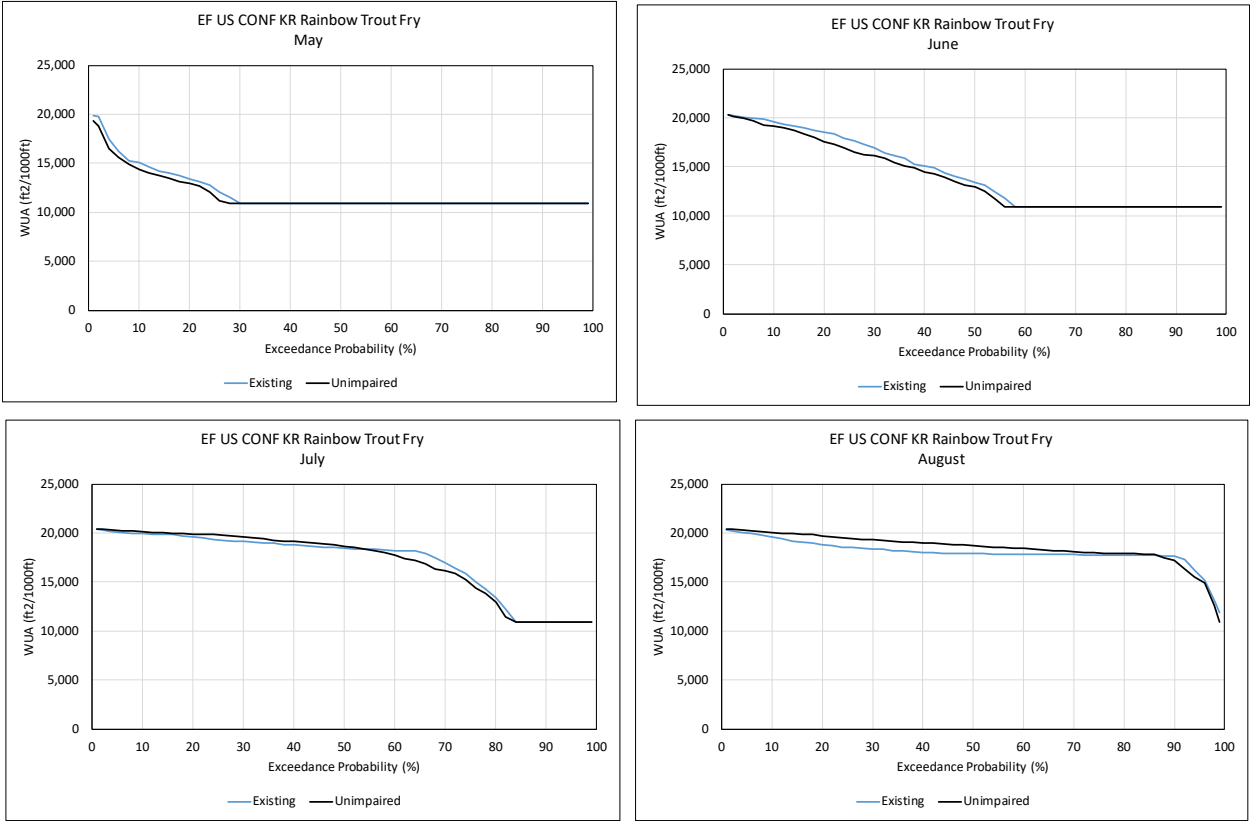 EF US CONF KR Rainbow Trout Fry
May
25,000
20,000
15,000
10,000
5,000
0
WUA (ft2/1000ft)
0 10 20 30 40 50 60 70 80 90 100
Exceedance Probability (%)
Existing Unimpaired
EF US CONF KR Rainbow Trout Fry
June
25,000
20,000
15,000
10,000
5,000
0
WUA (ft2/1000ft)
0 10 20 30 40 50 60 70 80 90 100
Exceedance Probability (%)
Existing Unimpaired
EF US CONF KR Rainbow Trout Fry
July
25,000
20,000
15,000
10,000
5,000
0
WUA (ft2/1000ft)
0 10 20 30 40 50 60 70 80 90 100
Exceedance Probability (%)
Existing Unimpaired
EF US CONF KR Rainbow Trout Fry
August
25,000
20,000
15,000
10,000
5,000
0
WUA (ft2/1000ft)
0 10 20 30 40 50 60 70 80 90 100
Exceedance Probability (%)
Existing Unimpaired